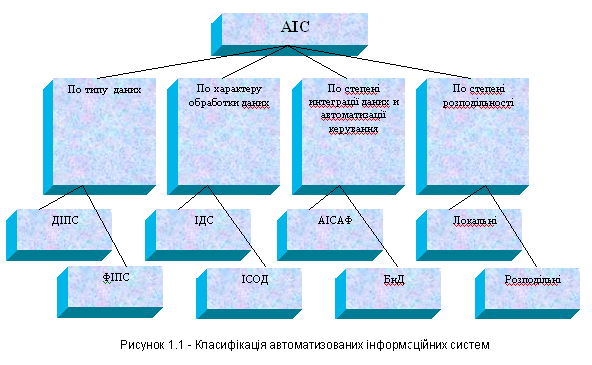 АІС
По типу даних
По характеру
обработки даних
По степені
интеграції даних и
автоматизації
керування
По степені
розподільності
ДІПС
ІДС
АІСАФ
Локальні
ФІПС
ІСОД
БнД
Розподільні
Рисунок 1.1 - Класифікація автоматизованих інформаційних систем